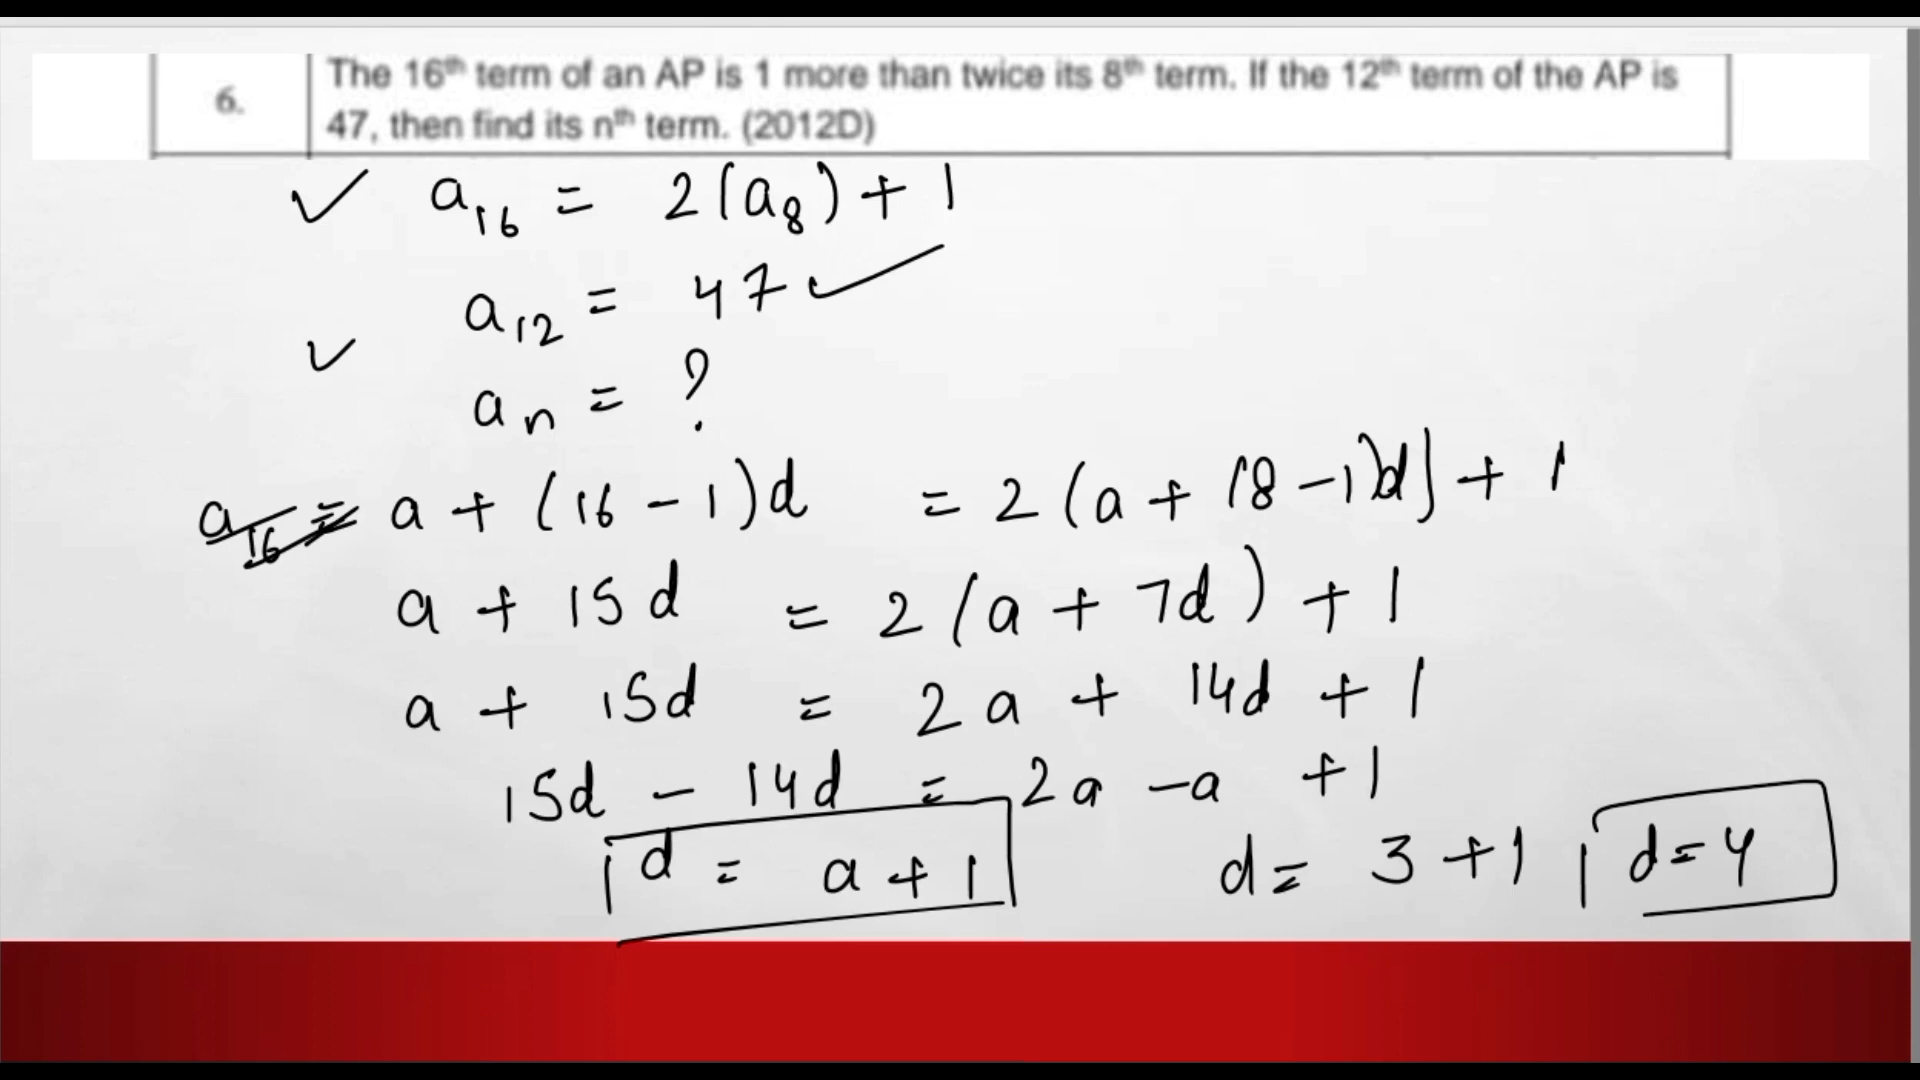 6.
The 16th term of an AP is 1 more than twice its 8th term. If the 12th term of the AP is
47, then find its nth term. (2012D)
✓ a₁₆ = 2(a₈) + 1
a₁₂ = 47 ✓
✓ aₙ = ?
a₁₆ = a + (16 - 1)d = 2(a + (8 - 1)d) + 1
a + 15d = 2(a + 7d) + 1
a + 15d = 2a + 14d + 1
15d - 14d = 2a - a + 1
d = a + 1
d = 3 + 1
d = 4